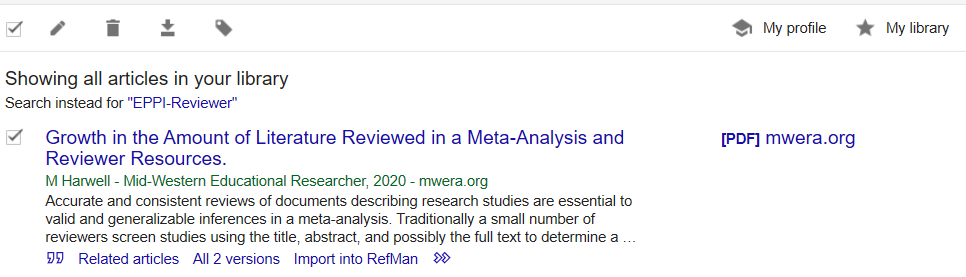 My profile My library
Showing all articles in your library
Search instead for "EPPI-Reviewer"
Growth in the Amount of Literature Reviewed in a Meta-Analysis and
Reviewer Resources.
[PDF] mwera.org
M Harwell - Mid-Western Educational Researcher, 2020 - mwera.org
Accurate and consistent reviews of documents describing research studies are essential to
valid and generalizable inferences in a meta-analysis. Traditionally a small number of
reviewers screen studies using the title, abstract, and possibly the full text to determine a …
Related articles All 2 versions Import into RefMan